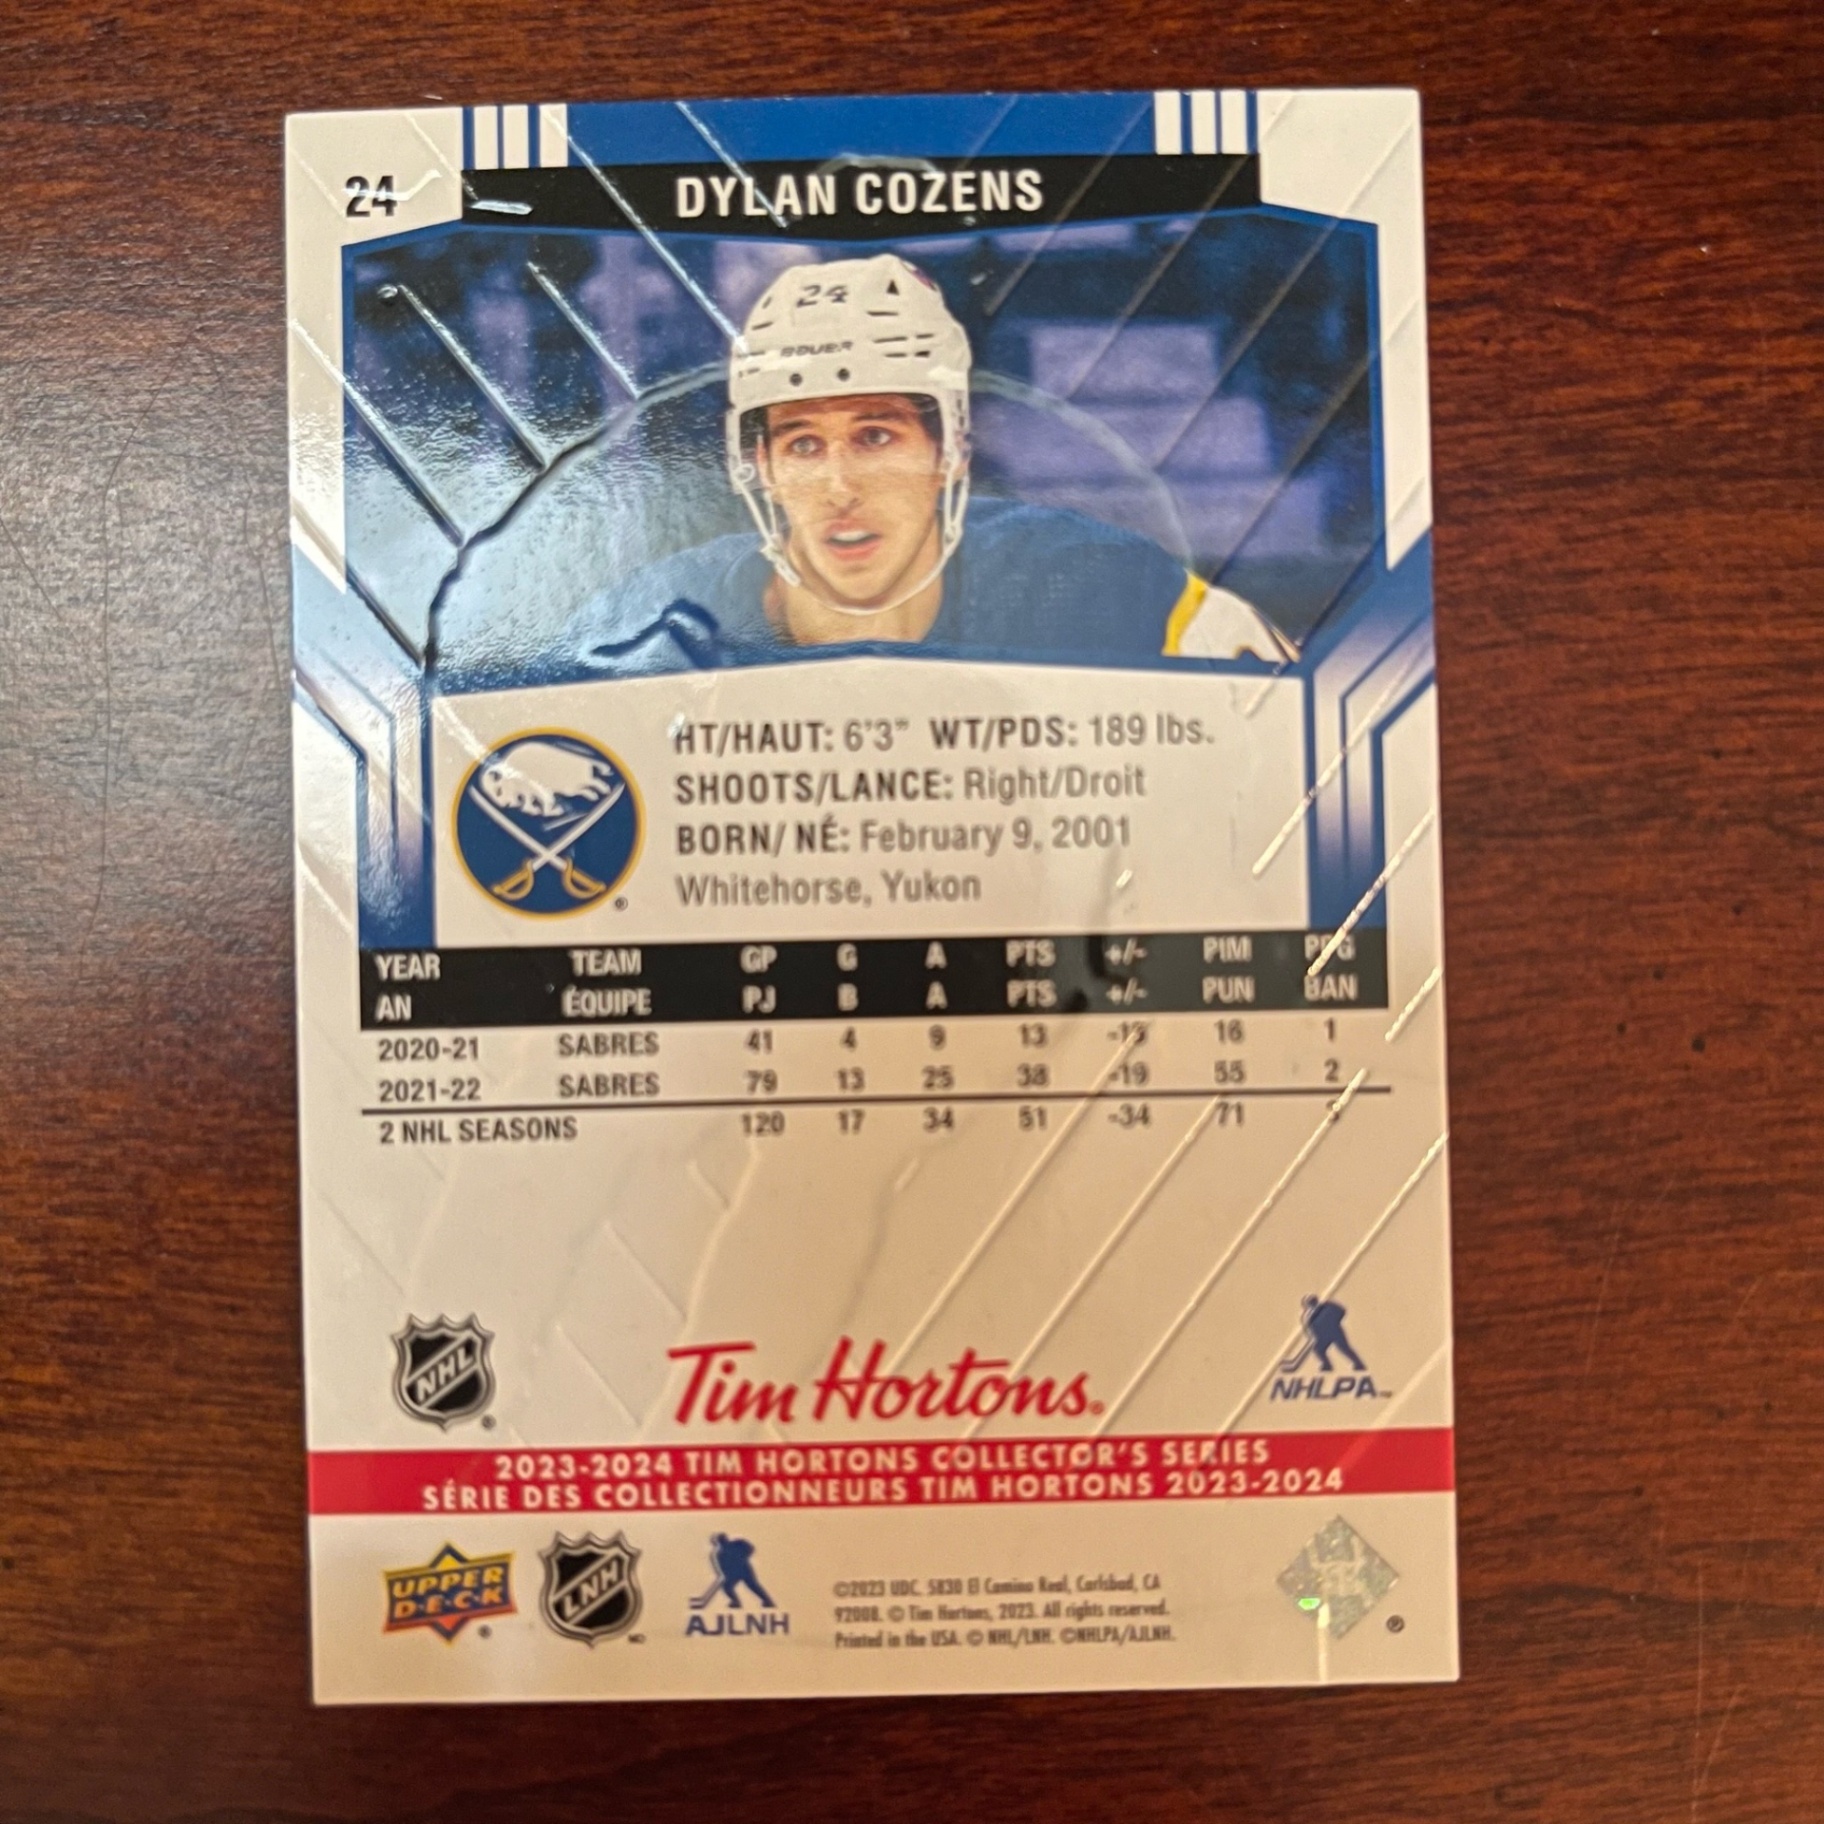 24
DYLAN COZENS
24
BAUER
HT/HAUT: 6'3" WT/PDS: 189 lbs.
SHOOTS/LANCE: Right/Droit
BORN/ NÉ: February 9, 2001
Whitehorse, Yukon
YEAR TEAM GP G A PTS +/- PIM PPG
AN ÉQUIPE PJ B A PTS +/- PUN BAN
2020-21 SABRES 41 4 9 13 -15 16 1
2021-22 SABRES 79 13 25 38 -19 55 2
2 NHL SEASONS 120 17 34 51 -34 71 3
NHL
Tim Hortons.
NHLPA
2023-2024 TIM HORTONS COLLECTOR'S SERIES
SÉRIE DES COLLECTIONNEURS TIM HORTONS 2023-2024
UPPER
D·E·C·K
LNH
AJLNH
©2023 UDC. 5830 El Camino Real, Carlsbad, CA
92008. © Tim Hortons, 2023. All rights reserved.
Printed in the USA. © NHL/LNH. ©NHLPA/AJLNH.